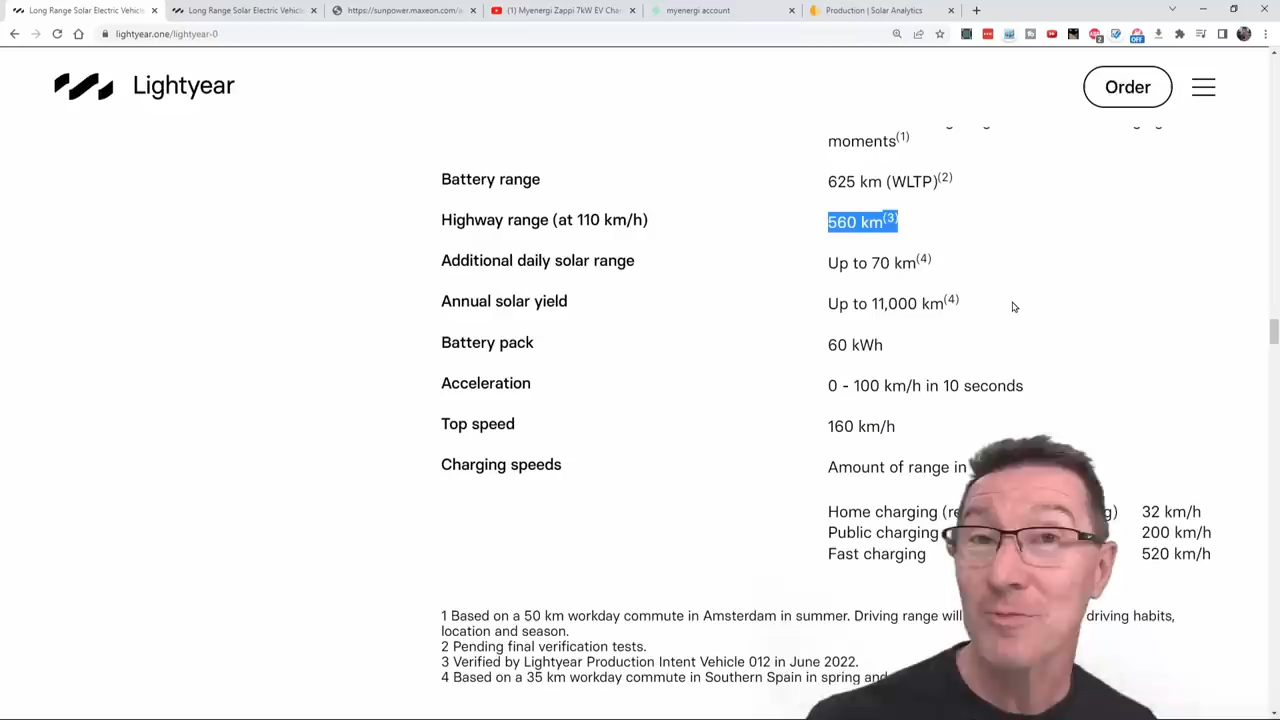 Long Range Solar Electric Vehicle
Long Range Solar Electric Vehicle
https://sunpower.maxeon.com/a
(1) Myenergi Zappi 7kW EV Char
myenergi account
Production | Solar Analytics
lightyear.one/lightyear-0
2
OFF
Lightyear
Order
moments(1)
Battery range 625 km (WLTP)(2)
Highway range (at 110 km/h) 560 km(3)
Additional daily solar range Up to 70 km(4)
Annual solar yield Up to 11,000 km(4)
Battery pack 60 kWh
Acceleration 0 - 100 km/h in 10 seconds
Top speed 160 km/h
Charging speeds Amount of range in
Home charging (re g) 32 km/h
Public charging 200 km/h
Fast charging 520 km/h
1 Based on a 50 km workday commute in Amsterdam in summer. Driving range will driving habits,
location and season.
2 Pending final verification tests.
3 Verified by Lightyear Production Intent Vehicle 012 in June 2022.
4 Based on a 35 km workday commute in Southern Spain in spring and